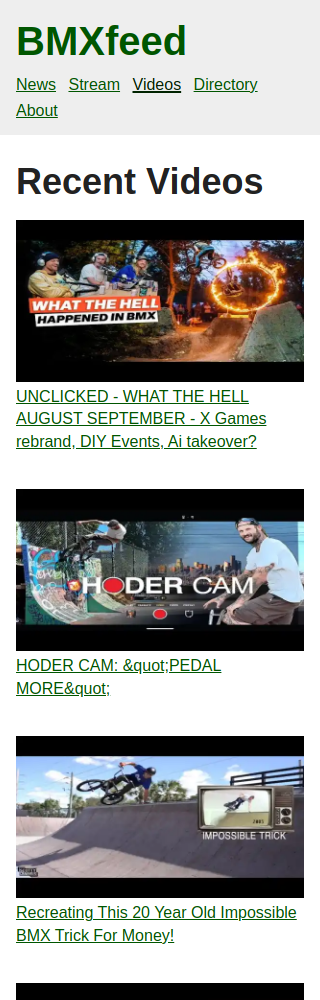 BMXfeed
News Stream Videos Directory
About
Recent Videos
WHAT THE HELL
HAPPENED IN BMX
UNCLICKED - WHAT THE HELL
AUGUST SEPTEMBER - X Games
rebrand, DIY Events, Ai takeover?
HODER CAM
HODER CAM: &quot;PEDAL
MORE&quot;
2001
IMPOSSIBLE TRICK
Recreating This 20 Year Old Impossible
BMX Trick For Money!